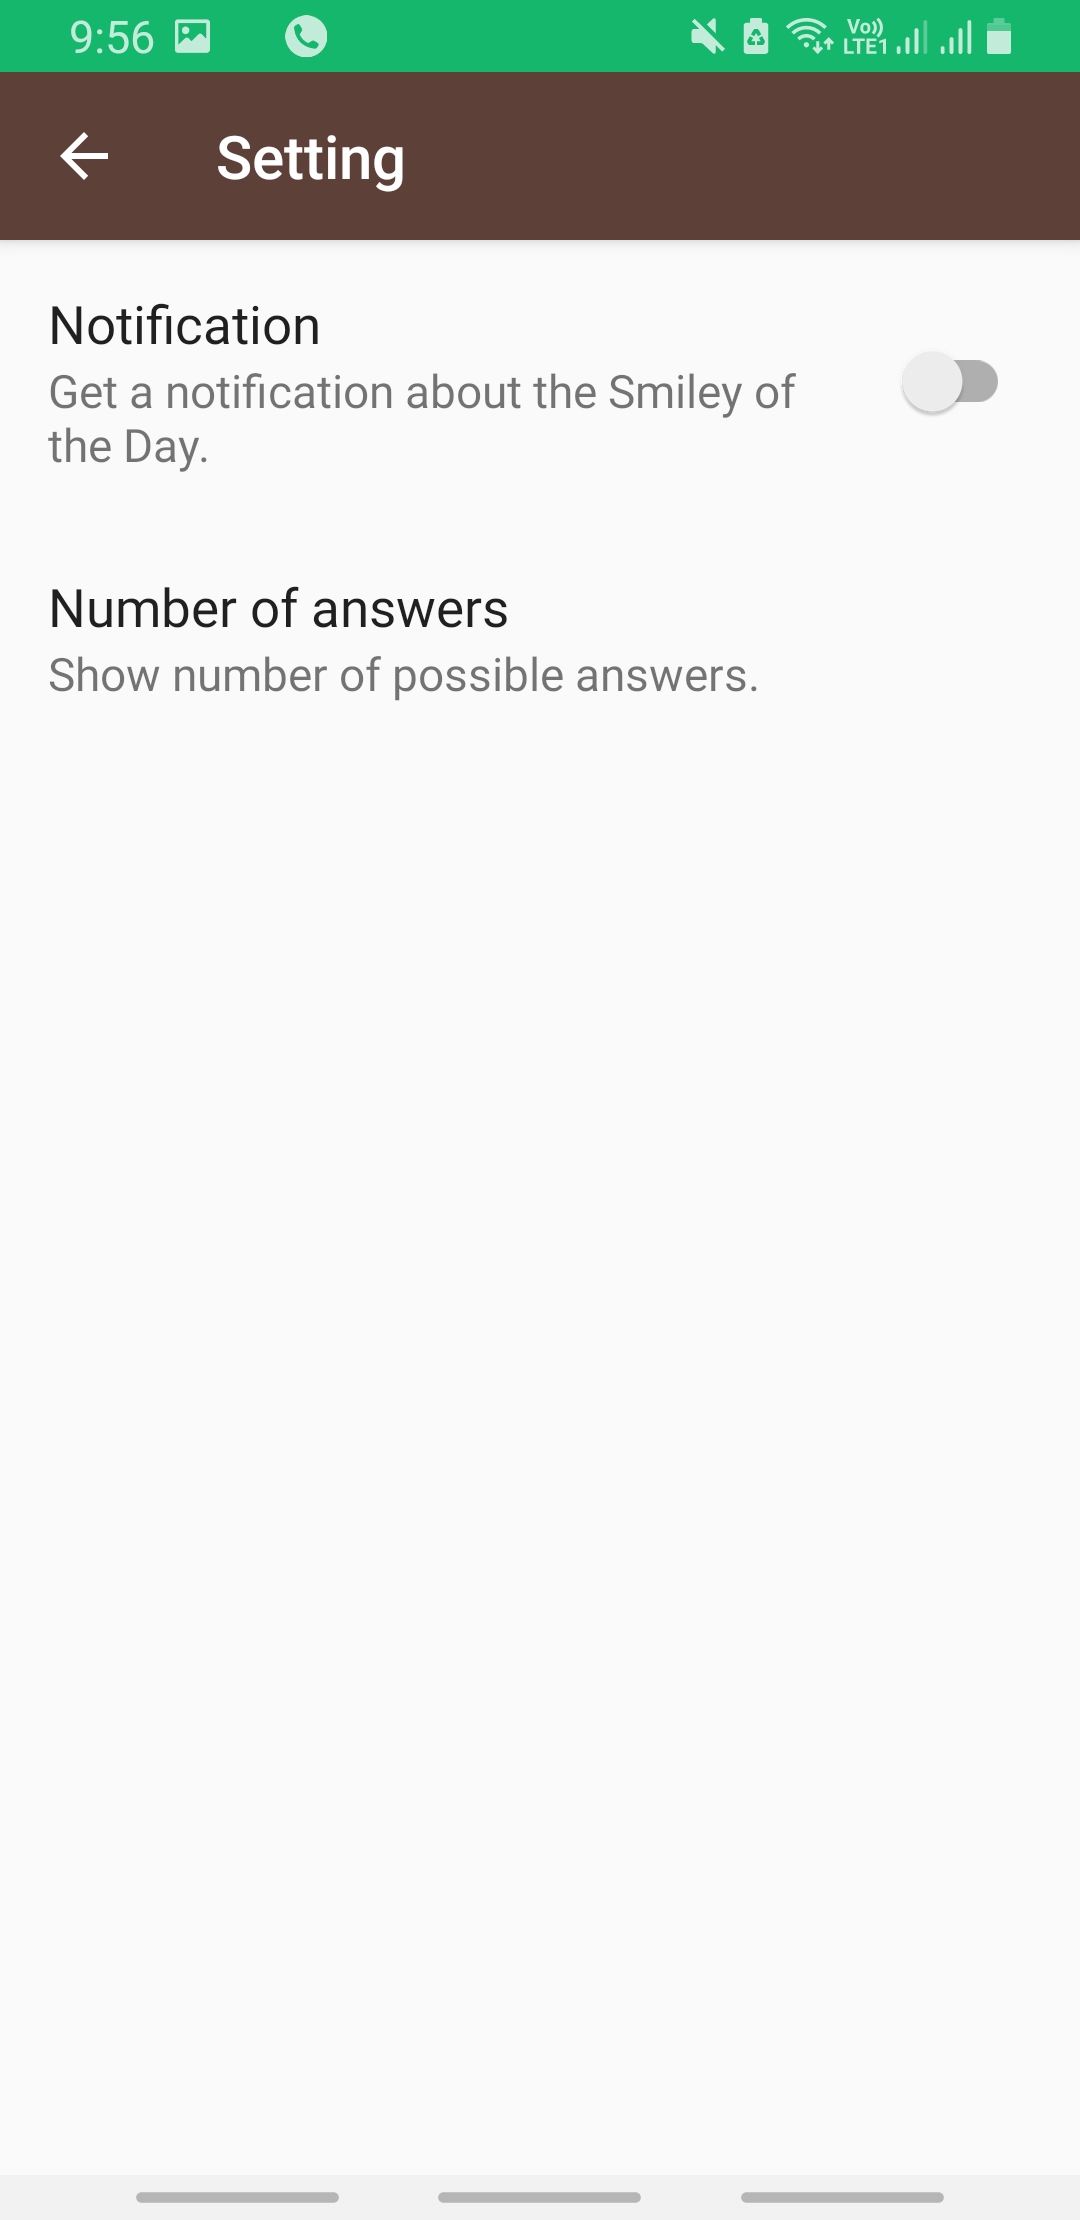 9:56
Vo))
LTE1
Setting
Notification
Get a notification about the Smiley of
the Day.
Number of answers
Show number of possible answers.